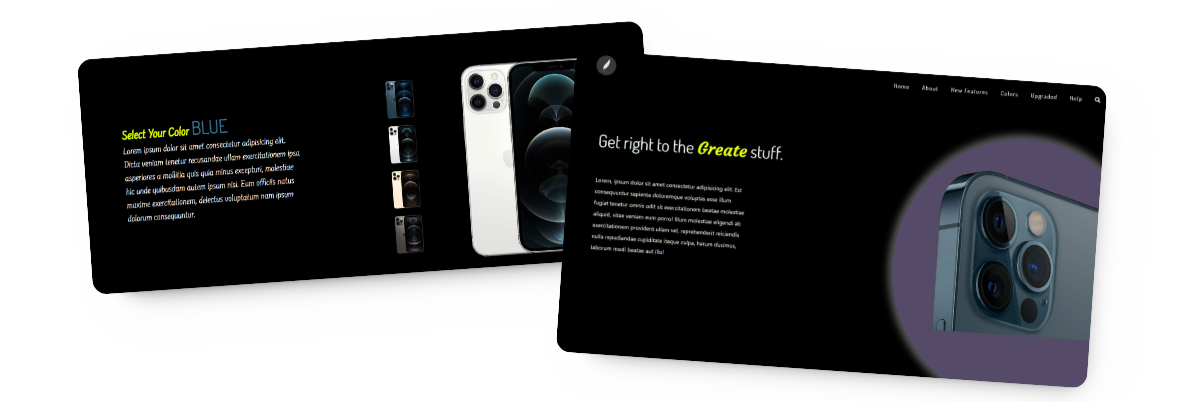 Select Your Color BLUE
Lorem ipsum dolor sit amet consectetur adipisicing elit.
Dicta veniam tenetur recusandae ullam exercitationem ipsa
asperiores a mollitia quis quia minus excepturi, molestiae
hic unde quibusdam autem ipsum nisi. Eum officiis natus
maxime exercitationem, delectus voluptatum nam ipsum
dolorum consequuntur.
Home About New Features Colors Upgraded Help
Get right to the Greate stuff.
Lorem, ipsum dolor sit amet consectetur adipisicing elit. Est
consequuntur sapiente doloremque voluptas esse illum
fugiat tenetur omnis odit sit exercitationem beatae molestiae
aliquid, vitae veniam eum porro! Illum molestiae eligendi ab
exercitationem provident ullam vel, reprehenderit reiciendis
nulla repudiandae cupiditate itaque culpa, harum ducimus,
laborum modi beatae aut illo!